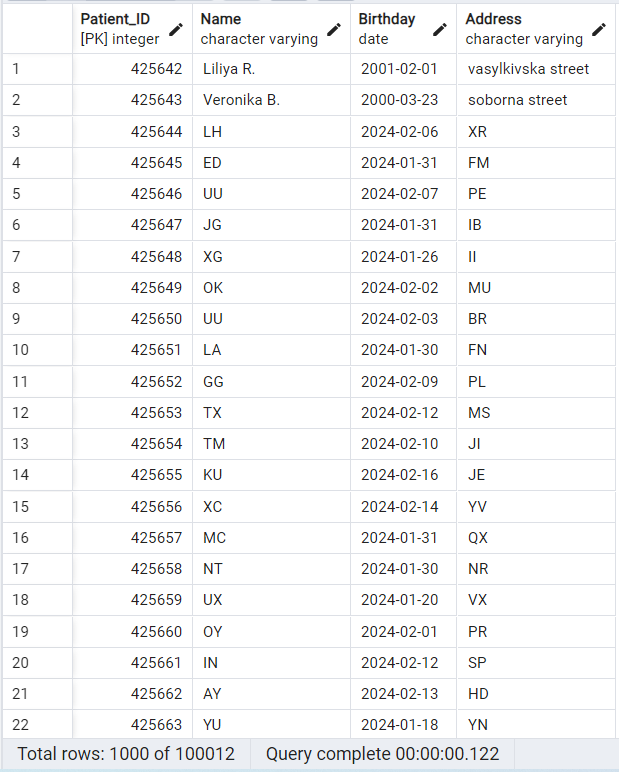 Patient_ID Name Birthday Address
[PK] integer character varying date character varying
1 425642 Liliya R. 2001-02-01 vasylkivska street
2 425643 Veronika B. 2000-03-23 soborna street
3 425644 LH 2024-02-06 XR
4 425645 ED 2024-01-31 FM
5 425646 UU 2024-02-07 PE
6 425647 JG 2024-01-31 IB
7 425648 XG 2024-01-26 II
8 425649 OK 2024-02-02 MU
9 425650 UU 2024-02-03 BR
10 425651 LA 2024-01-30 FN
11 425652 GG 2024-02-09 PL
12 425653 TX 2024-02-12 MS
13 425654 TM 2024-02-10 JI
14 425655 KU 2024-02-16 JE
15 425656 XC 2024-02-14 YV
16 425657 MC 2024-01-31 QX
17 425658 NT 2024-01-30 NR
18 425659 UX 2024-01-20 VX
19 425660 OY 2024-02-01 PR
20 425661 IN 2024-02-12 SP
21 425662 AY 2024-02-13 HD
22 425663 YU 2024-01-18 YN
Total rows: 1000 of 100012 Query complete 00:00:00.122